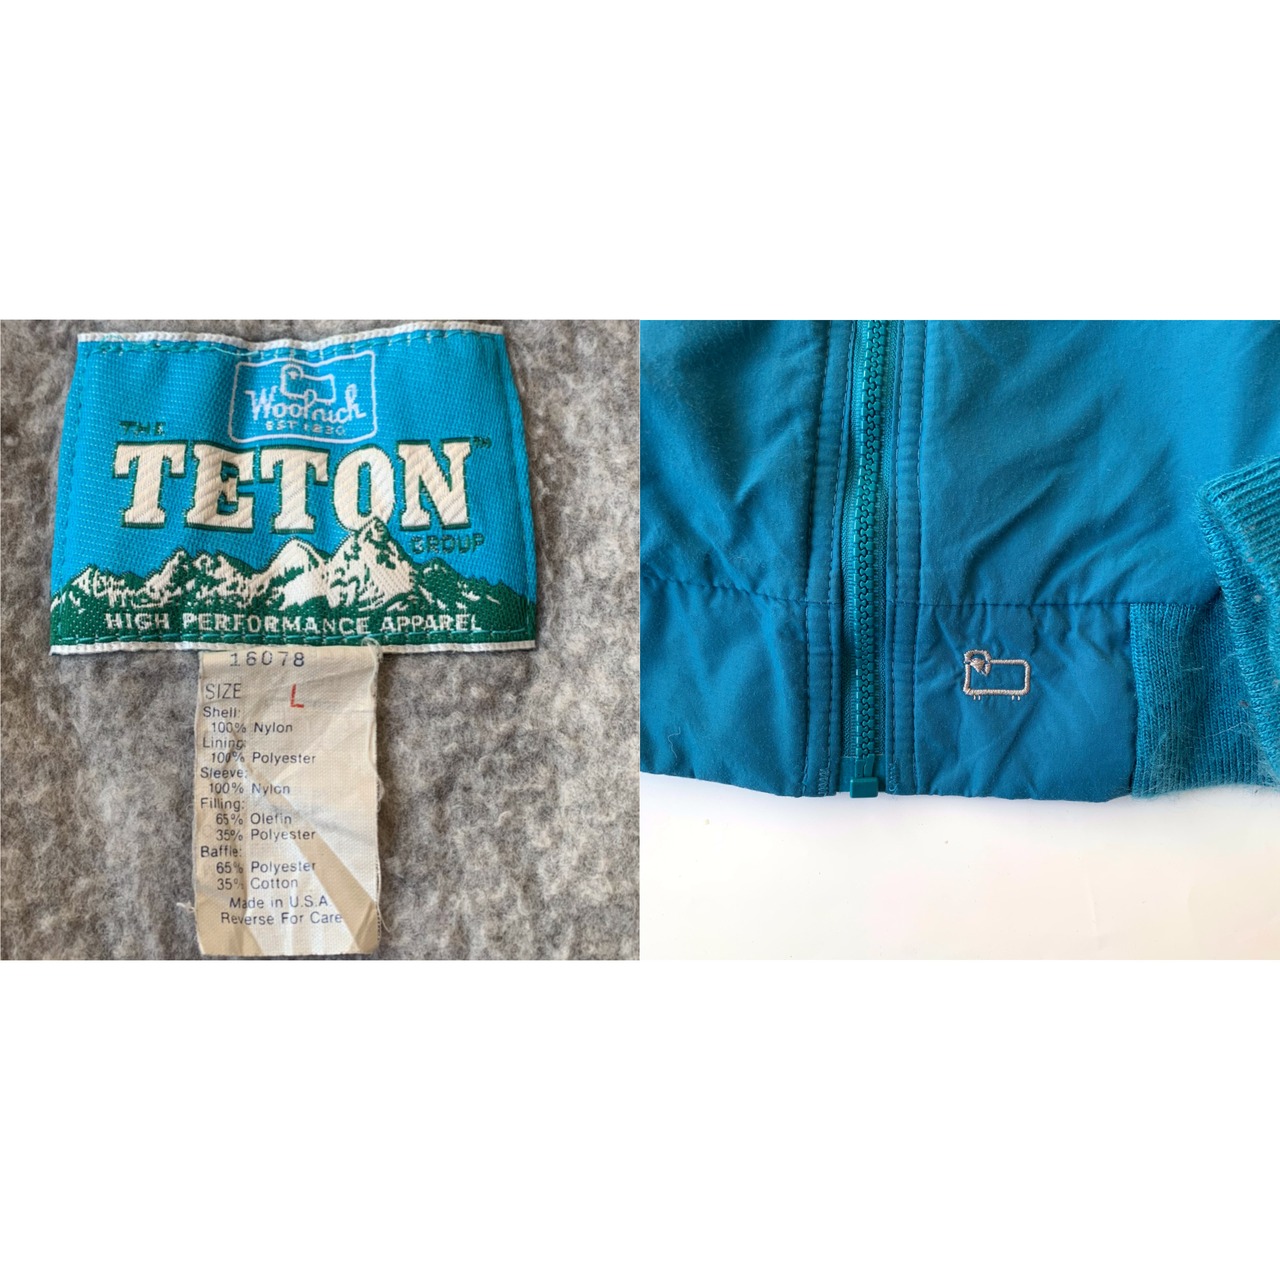 Woolrich
EST 1830
THE
TETON™
GROUP
HIGH PERFORMANCE APPAREL
16078
SIZE L
Shell:
100% Nylon
Lining:
100% Polyester
Sleeve:
100% Nylon
Filling:
65% Olefin
35% Polyester
Baffle:
65% Polyester
35% Cotton
Made in U.S.A.
Reverse For Care